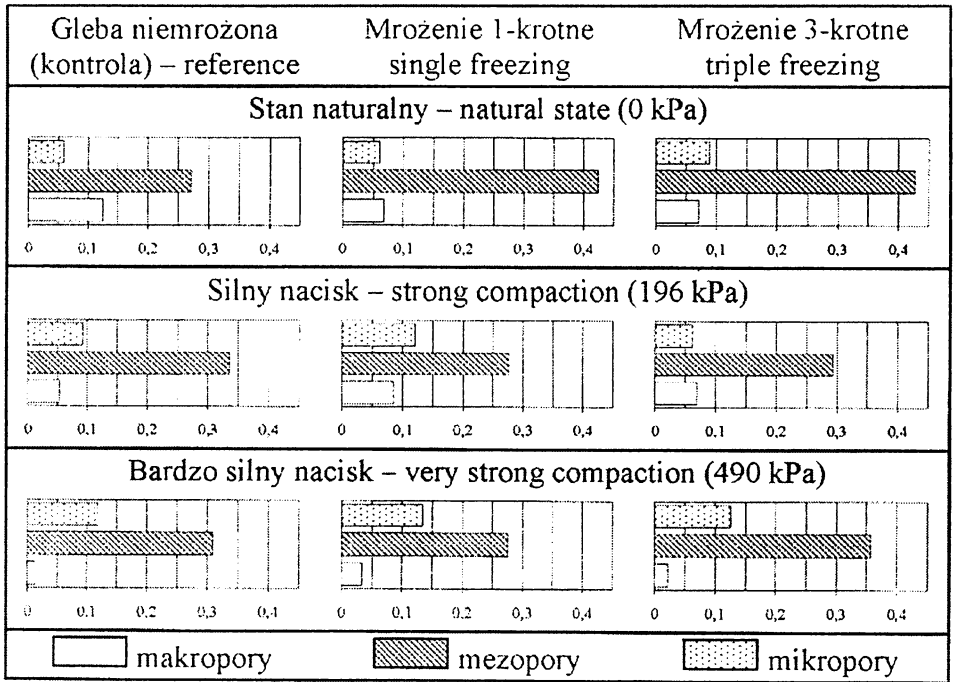 Gleba niemrożona Mrożenie 1-krotne Mrożenie 3-krotne
(kontrola) – reference single freezing triple freezing
Stan naturalny – natural state (0 kPa)
0 0,1 0,2 0,3 0,4 0 0,1 0,2 0,3 0,4 0 0,1 0,2 0,3 0,4
Silny nacisk – strong compaction (196 kPa)
0 0,1 0,2 0,3 0,4 0 0,1 0,2 0,3 0,4 0 0,1 0,2 0,3 0,4
Bardzo silny nacisk – very strong compaction (490 kPa)
0 0,1 0,2 0,3 0,4 0 0,1 0,2 0,3 0,4 0 0,1 0,2 0,3 0,4
makropory mezopory mikropory